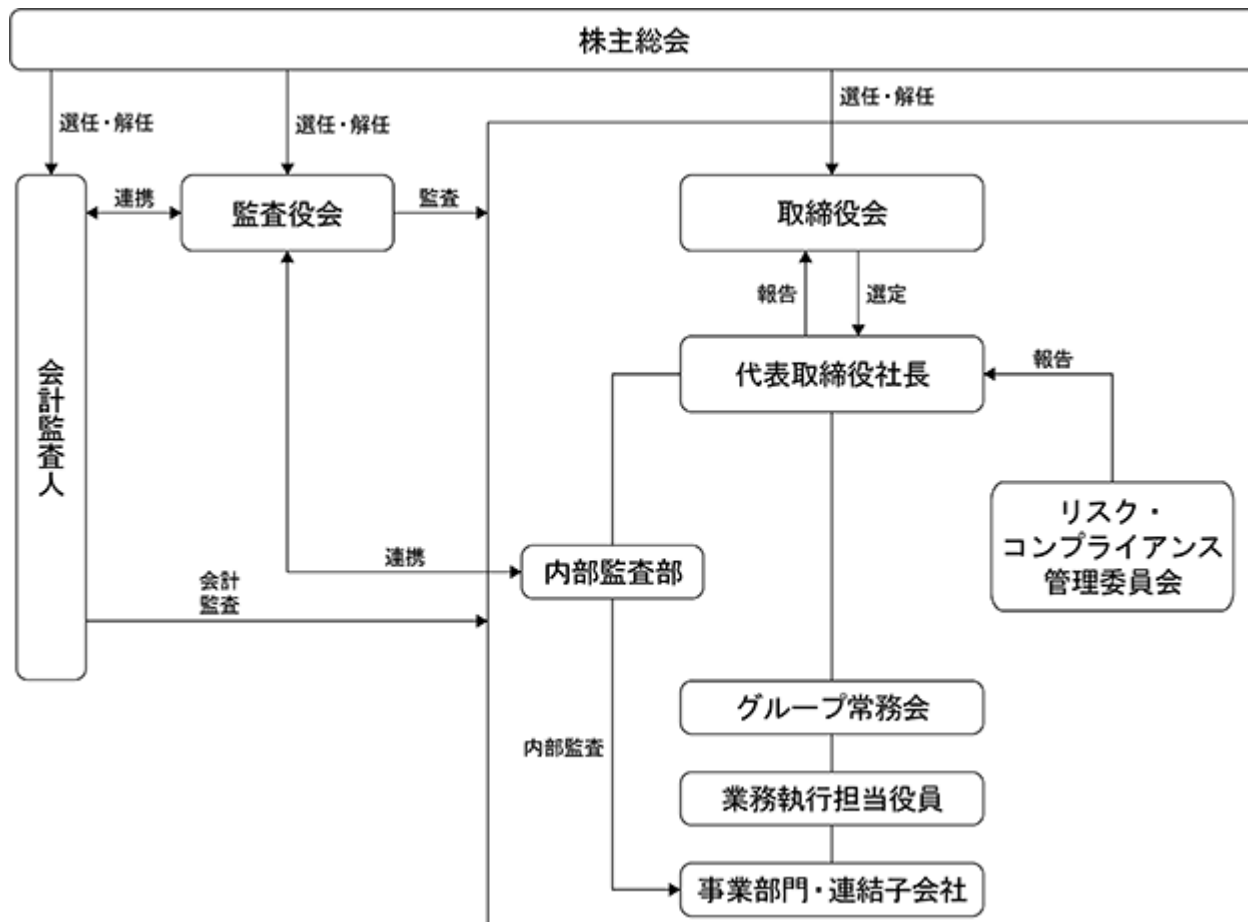 株主総会
選任・解任
選任・解任
選任・解任
連携
監査役会
監査
取締役会
報告
選定
代表取締役社長
報告
会計監査人
リスク・
コンプライアンス
管理委員会
連携
内部監査部
会計
監査
グループ常務会
内部監査
業務執行担当役員
事業部門・連結子会社